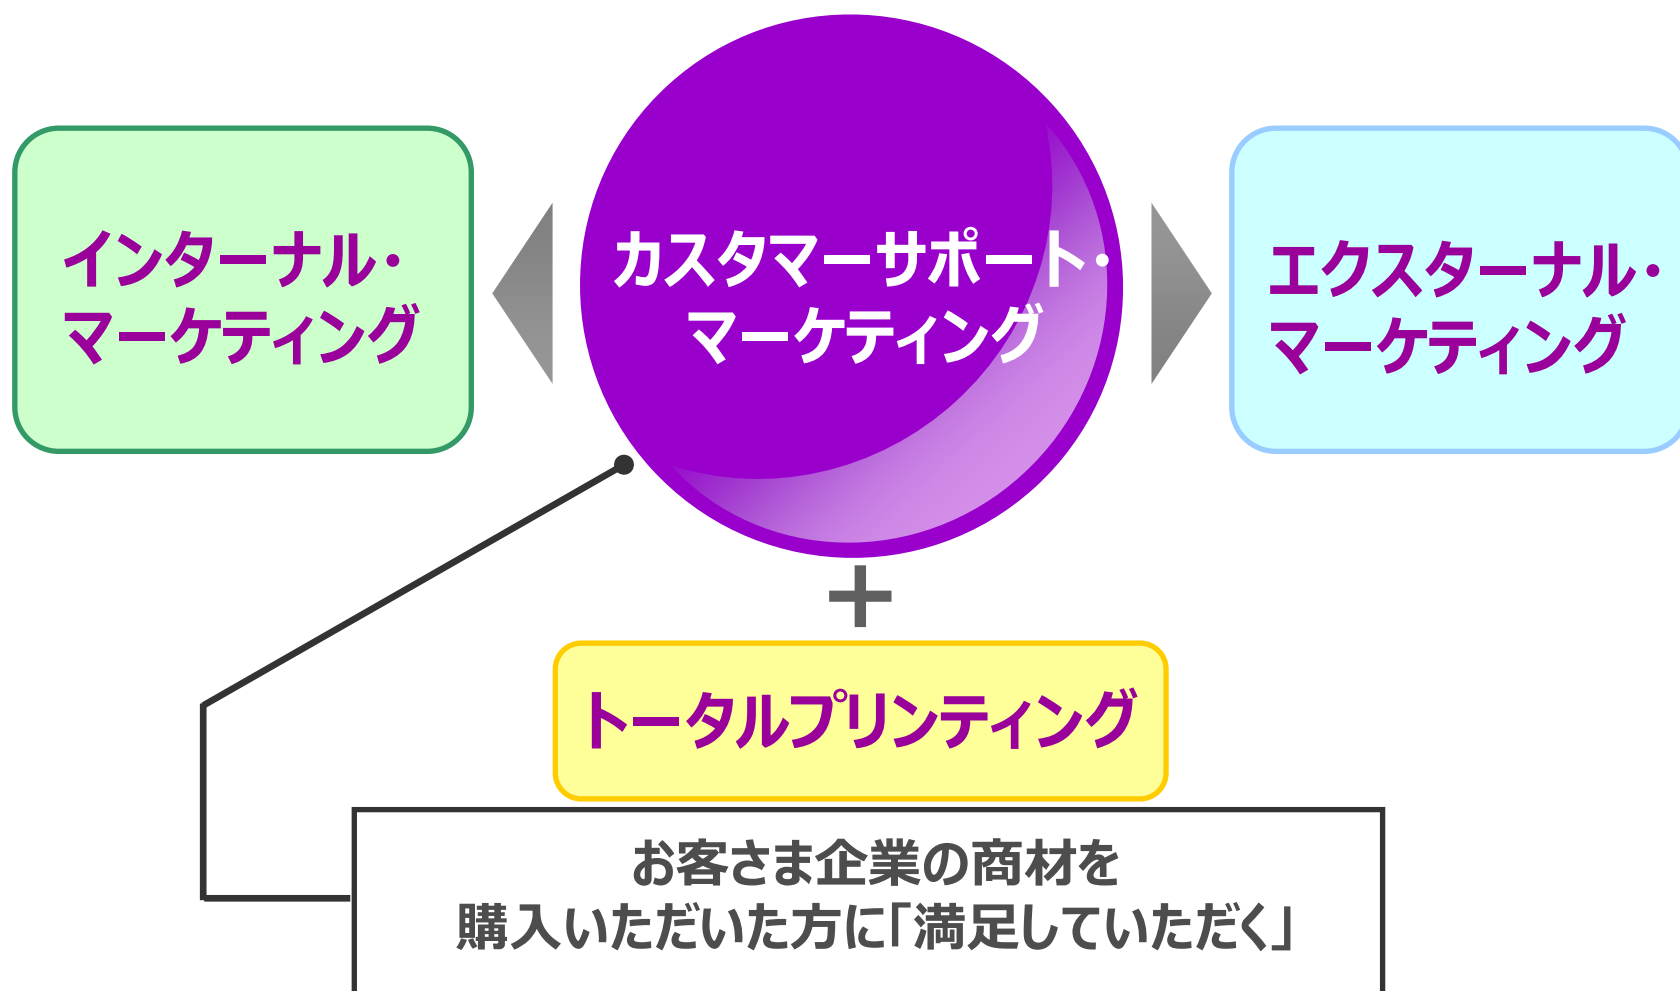 インターナル・
マーケティング
カスタマーサポート・
マーケティング
エクスターナル・
マーケティング
+
トータルプリンティング
お客さま企業の商材を
購入いただいた方に「満足していただく」